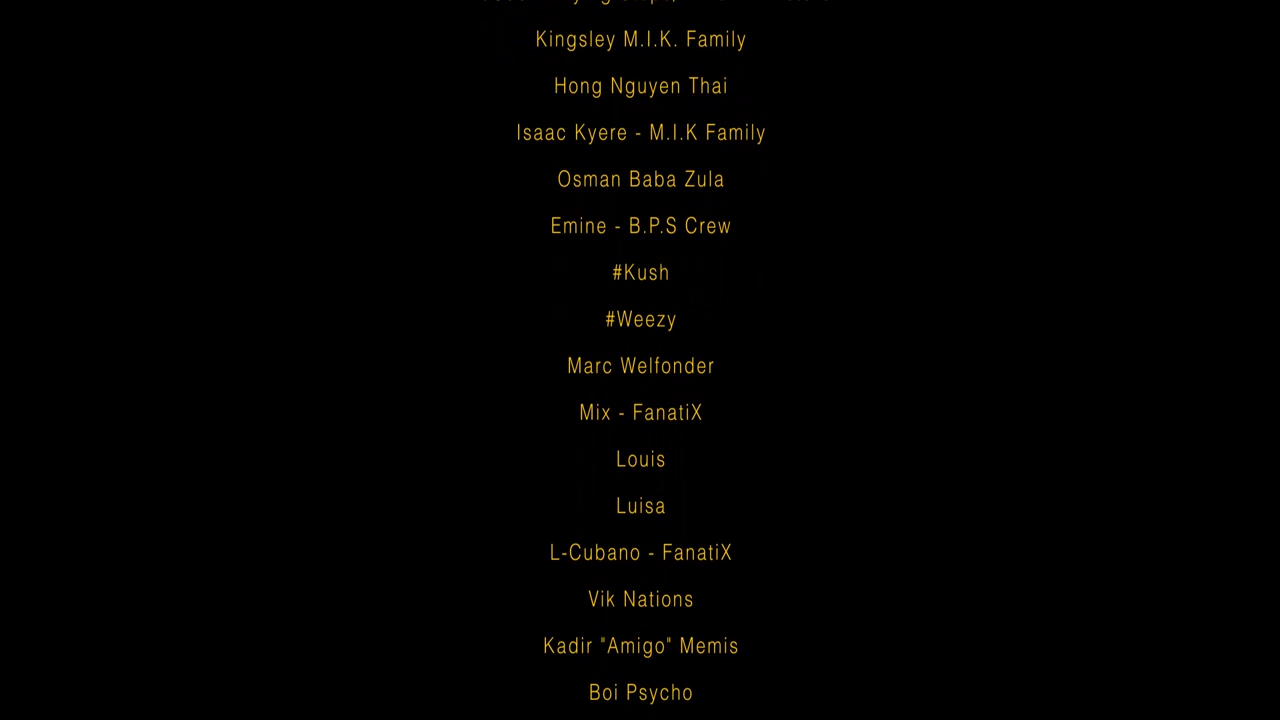 Kingsley M.I.K. Family
Hong Nguyen Thai
Isaac Kyere - M.I.K Family
Osman Baba Zula
Emine - B.P.S Crew
#Kush
#Weezy
Marc Welfonder
Mix - FanatiX
Louis
Luisa
L-Cubano - FanatiX
Vik Nations
Kadir "Amigo" Memis
Boi Psycho